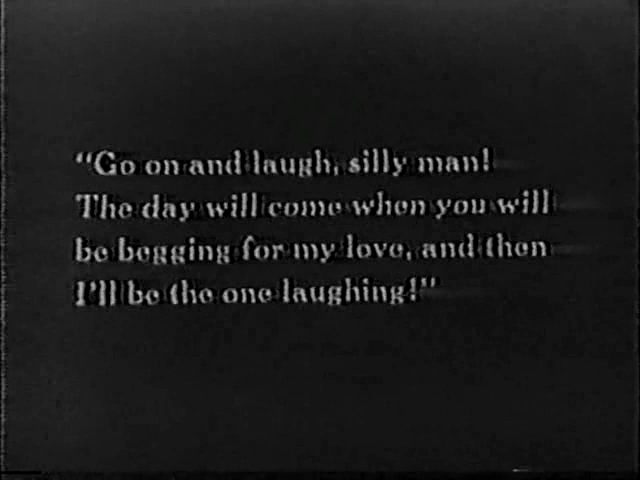 "Go on and laugh, silly man!
The day will come when you will
be begging for my love, and then
I'll be the one laughing!"